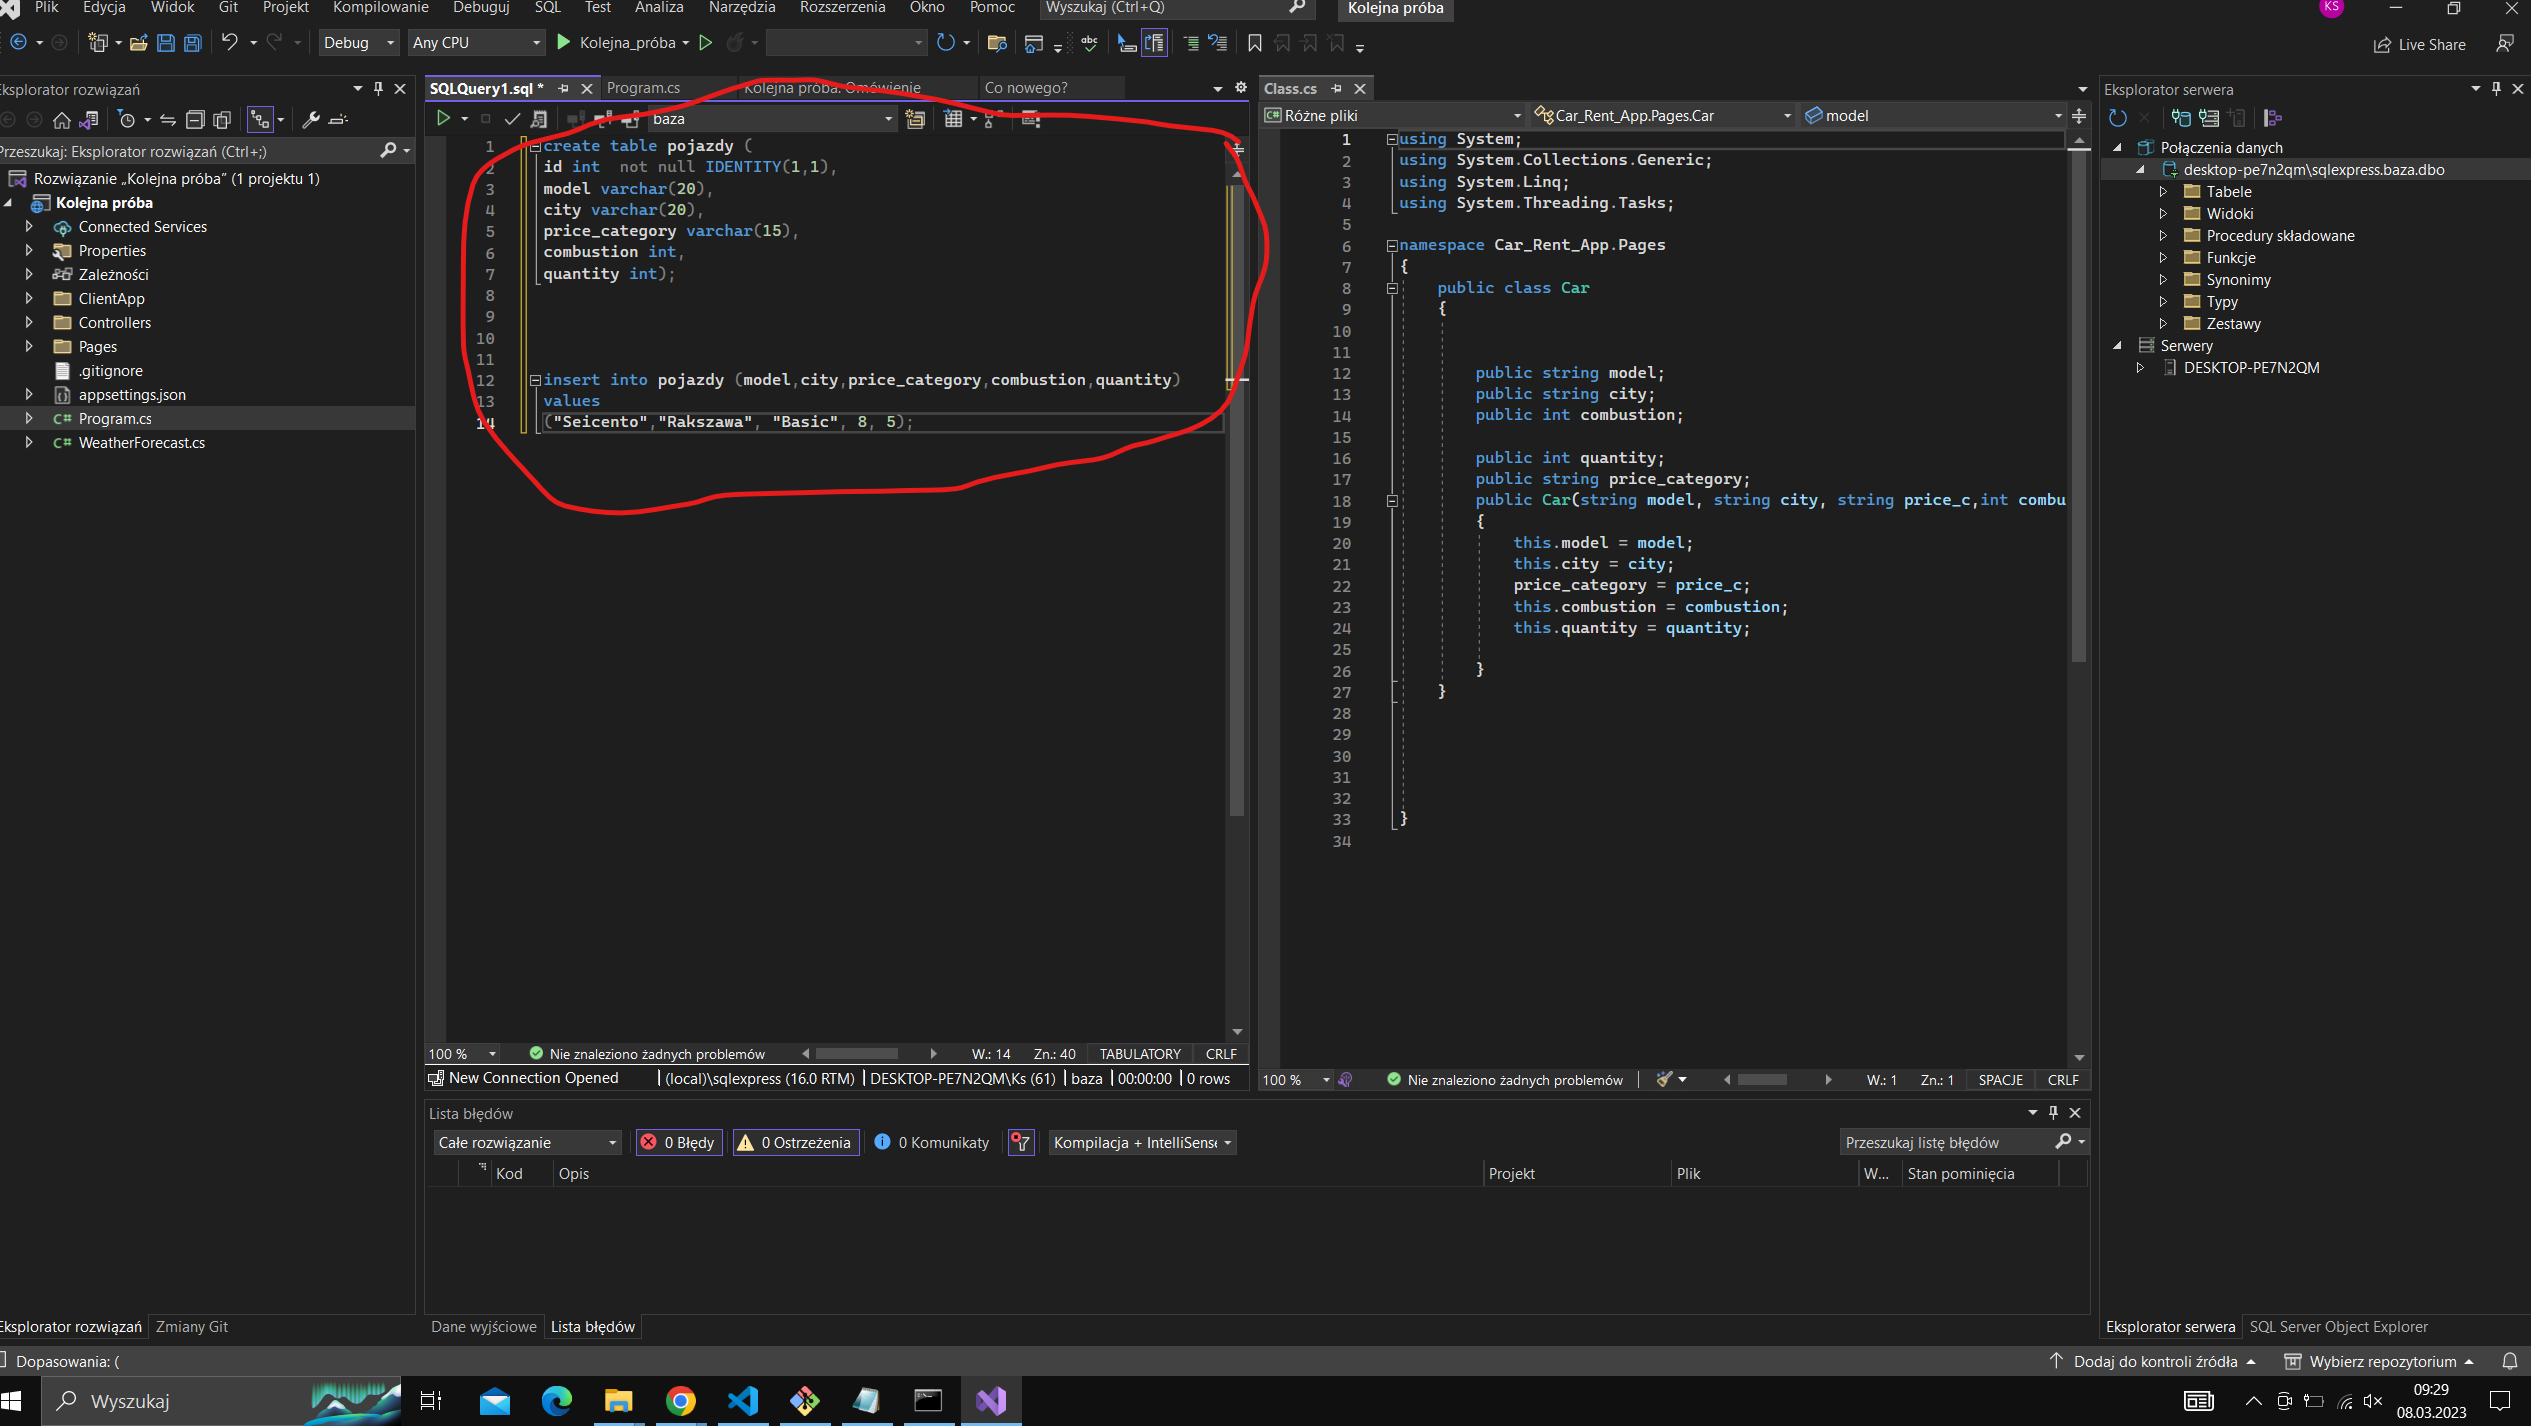 Plik Edycja Widok Git Projekt Kompilowanie Debuguj SQL Test Analiza Narzędzia Rozszerzenia Okno Pomoc Wyszukaj (Ctrl+Q) Kolejna próba KS
Debug Any CPU Kolejna_próba Live Share
Eksplorator rozwiązań
Przeszukaj: Eksplorator rozwiązań (Ctrl+;)
Rozwiązanie „Kolejna próba” (1 projektu 1)
Kolejna próba
Connected Services
Properties
Zależności
ClientApp
Controllers
Pages
.gitignore
appsettings.json
C# Program.cs
C# WeatherForecast.cs
SQLQuery1.sql * Program.cs Kolejna próba: Omówienie Co nowego?
baza
1 create table pojazdy (
2 id int  not null IDENTITY(1,1),
3 model varchar(20),
4 city varchar(20),
5 price_category varchar(15),
6 combustion int,
7 quantity int);
8
9
10
11
12 insert into pojazdy (model,city,price_category,combustion,quantity)
13 values
14 ("Seicento","Rakszawa", "Basic", 8, 5);
100 % Nie znaleziono żadnych problemów W.: 14 Zn.: 40 TABULATORY CRLF
New Connection Opened (local)\sqlexpress (16.0 RTM) DESKTOP-PE7N2QM\Ks (61) baza 00:00:00 0 rows
Class.cs
C# Różne pliki Car_Rent_App.Pages.Car model
1 using System;
2 using System.Collections.Generic;
3 using System.Linq;
4 using System.Threading.Tasks;
5
6 namespace Car_Rent_App.Pages
7 {
8 public class Car
9 {
10
11
12 public string model;
13 public string city;
14 public int combustion;
15
16 public int quantity;
17 public string price_category;
18 public Car(string model, string city, string price_c,int combu
19 {
20 this.model = model;
21 this.city = city;
22 price_category = price_c;
23 this.combustion = combustion;
24 this.quantity = quantity;
25
26 }
27 }
28
29
30
31
32
33 }
34
100 % Nie znaleziono żadnych problemów W.: 1 Zn.: 1 SPACJE CRLF
Eksplorator serwera
Połączenia danych
desktop-pe7n2qm\sqlexpress.baza.dbo
Tabele
Widoki
Procedury składowane
Funkcje
Synonimy
Typy
Zestawy
Serwery
DESKTOP-PE7N2QM
Lista błędów
Całe rozwiązanie 0 Błędy 0 Ostrzeżenia 0 Komunikaty Kompilacja + IntelliSense Przeszukaj listę błędów
Kod Opis Projekt Plik W... Stan pominięcia
Eksplorator rozwiązań Zmiany Git
Dane wyjściowe Lista błędów
Eksplorator serwera SQL Server Object Explorer
Dopasowania: ( Dodaj do kontroli źródła Wybierz repozytorium
Wyszukaj
09:29
08.03.2023